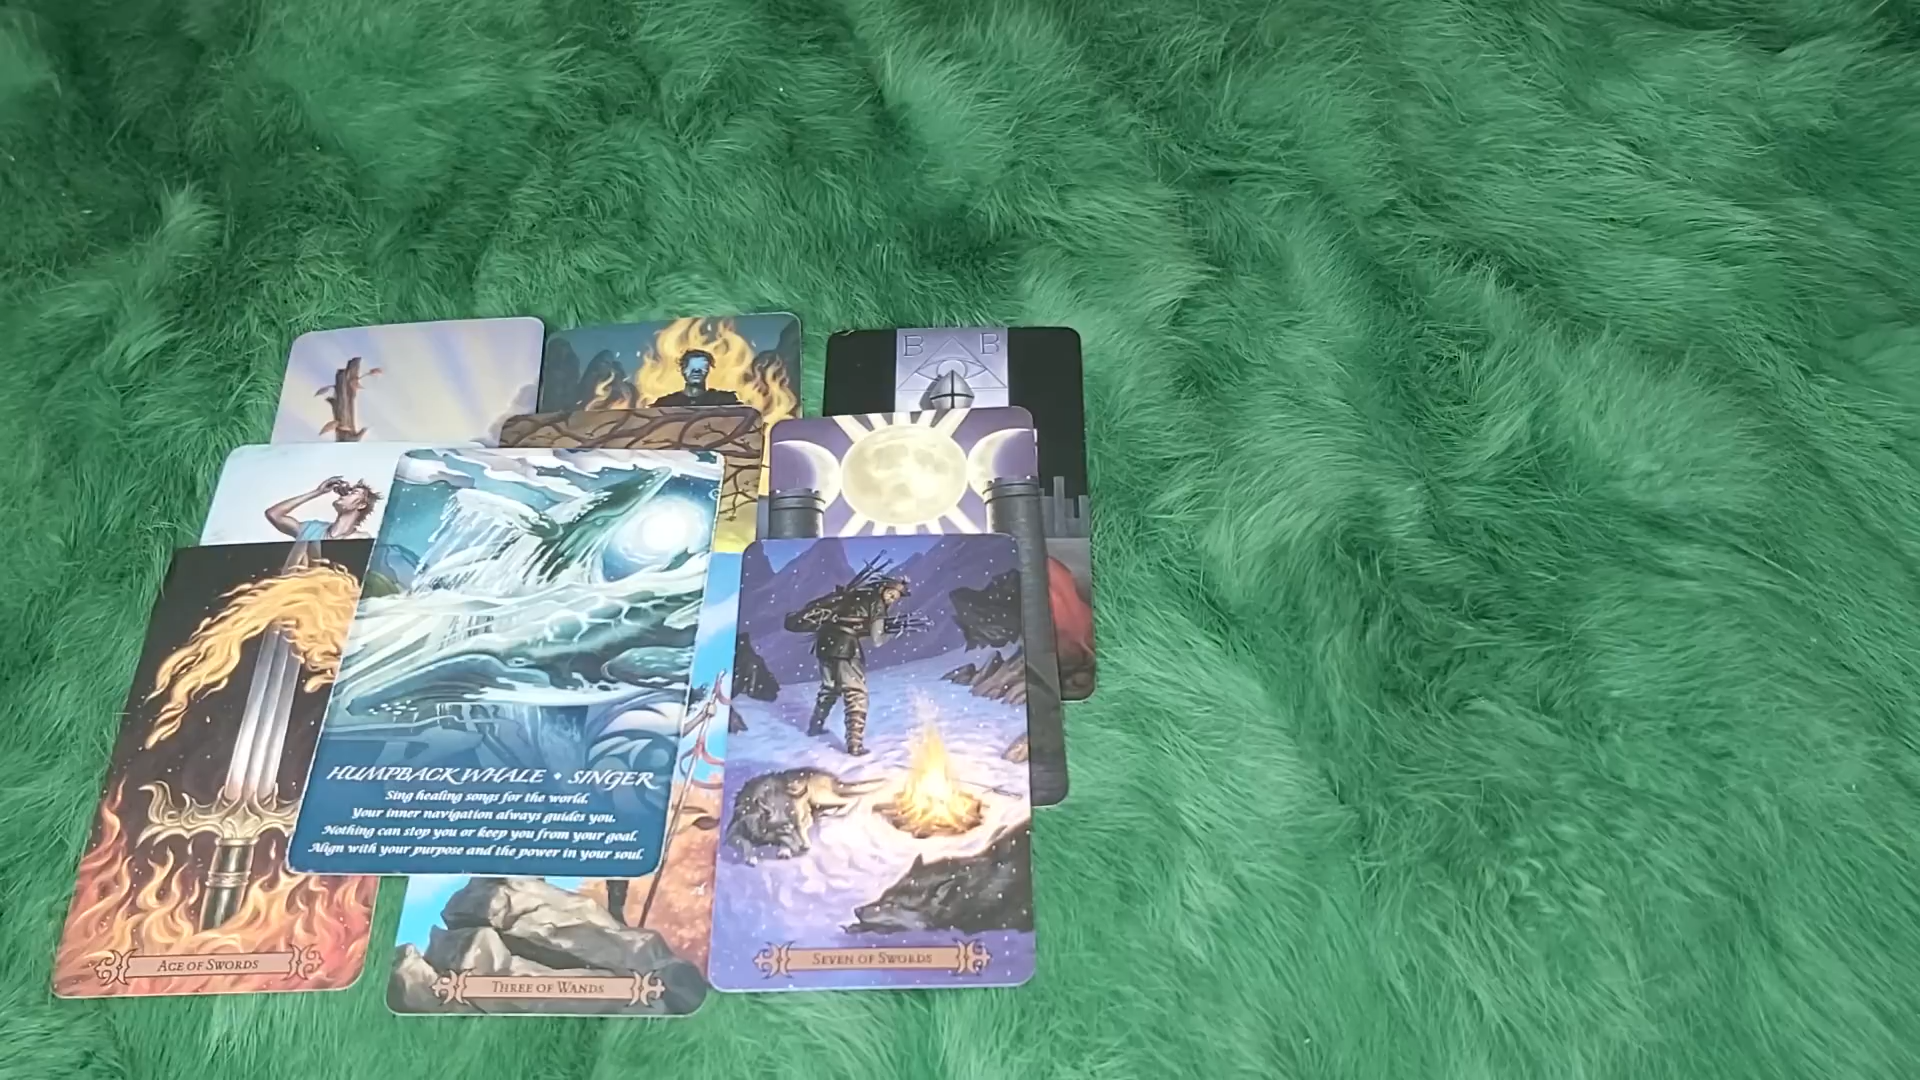 B B
HUMPBACK WHALE • SINGER
Sing healing songs for the world.
Your inner navigation always guides you.
Nothing can stop you or keep you from your goal.
Align with your purpose and the power in your soul.
ACE OF SWORDS
THREE OF WANDS
SEVEN OF SWORDS